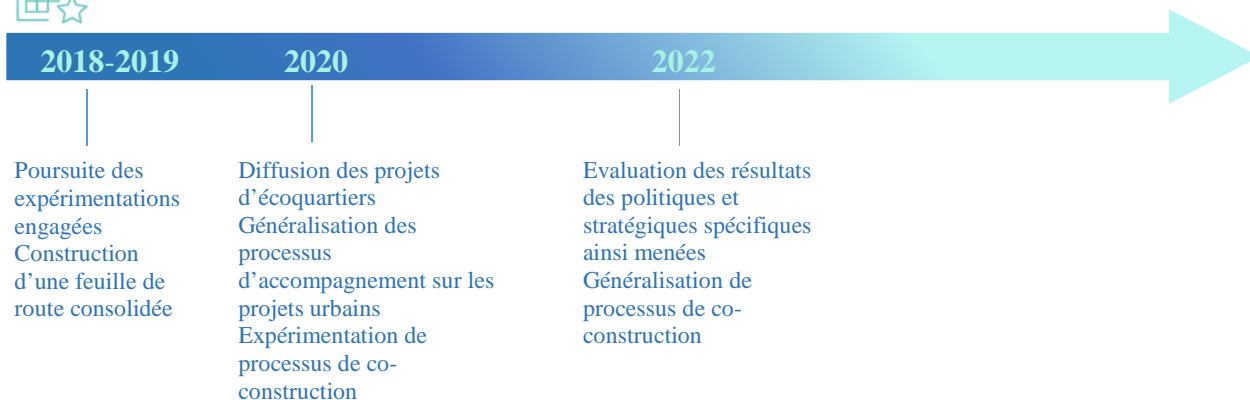 2018-2019
2020
2022
Poursuite des
expérimentations
engagées
Construction
d’une feuille de
route consolidée
Diffusion des projets
d’écoquartiers
Généralisation des
processus
d’accompagnement sur les
projets urbains
Expérimentation de
processus de co-
construction
Evaluation des résultats
des politiques et
stratégiques spécifiques
ainsi menées
Généralisation de
processus de co-
construction